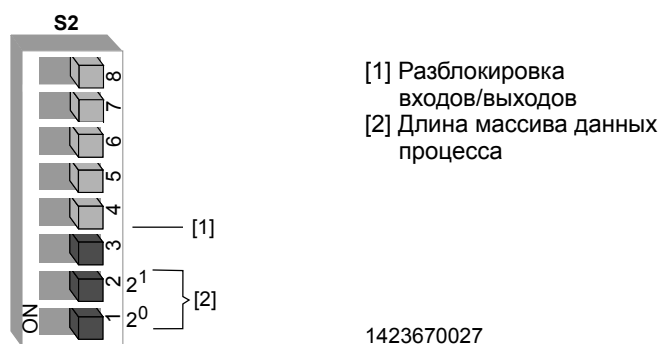 S2
8
7
6
5
4
3
2 2¹
1 2⁰
ON
[1]
[2]
[1] Разблокировка
входов/выходов
[2] Длина массива данных
процесса
1423670027